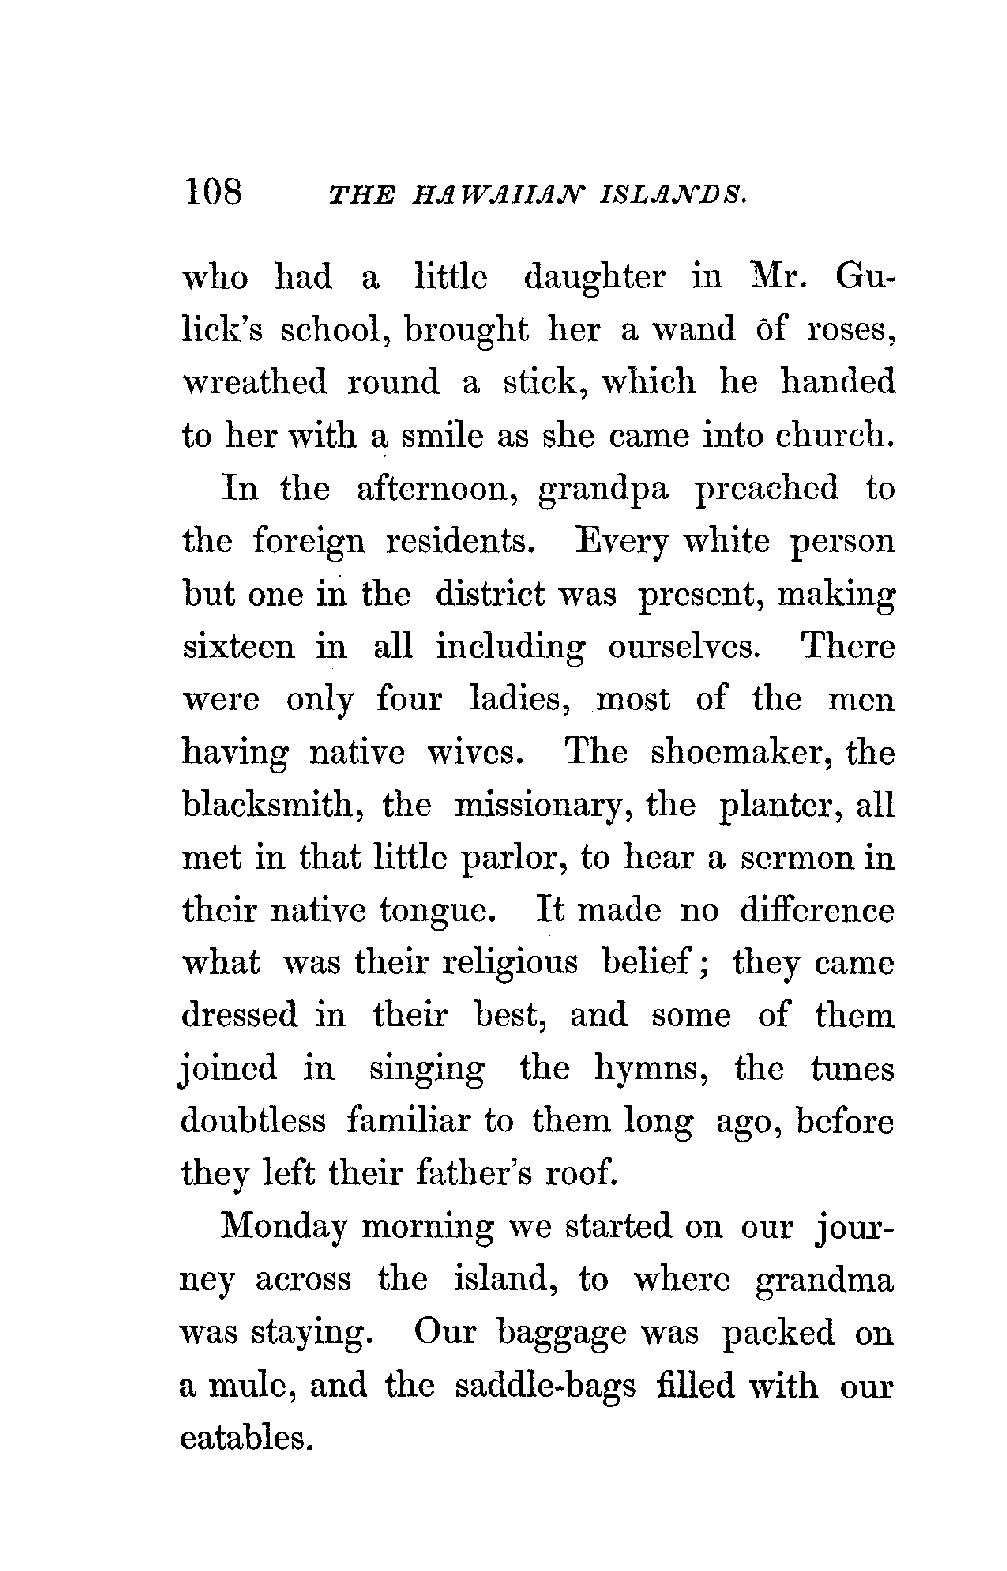 108 THE HAWAIIAN ISLANDS.
who had a little daughter in Mr. Gu-
lick's school, brought her a wand of roses,
wreathed round a stick, which he handed
to her with a smile as she came into church.
In the afternoon, grandpa preached to
the foreign residents. Every white person
but one in the district was present, making
sixteen in all including ourselves. There
were only four ladies, most of the men
having native wives. The shoemaker, the
blacksmith, the missionary, the planter, all
met in that little parlor, to hear a sermon in
their native tongue. It made no difference
what was their religious belief; they came
dressed in their best, and some of them
joined in singing the hymns, the tunes
doubtless familiar to them long ago, before
they left their father's roof.
Monday morning we started on our jour-
ney across the island, to where grandma
was staying. Our baggage was packed on
a mule, and the saddle-bags filled with our
eatables.